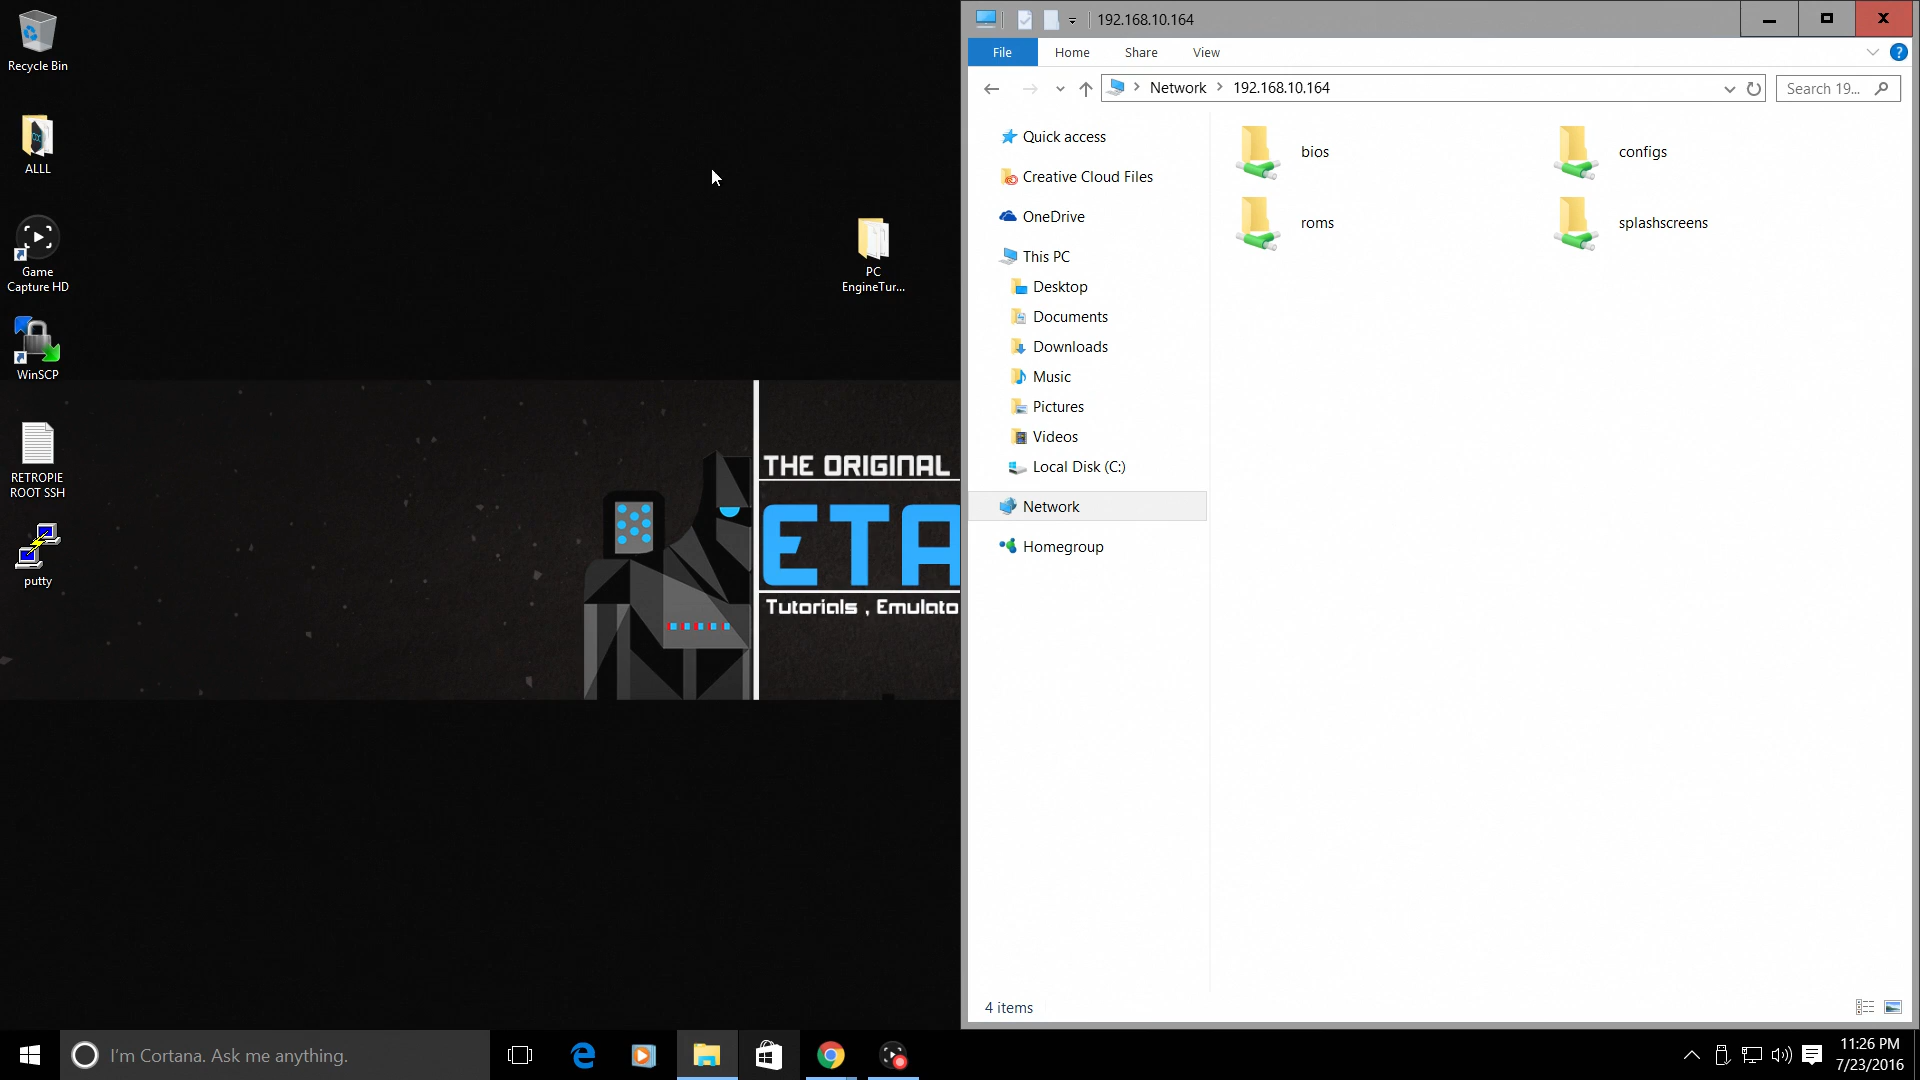 Recycle Bin
ALLL
Game
Capture HD
WinSCP
RETROPIE
ROOT SSH
putty
PC
EngineTur...
THE ORIGINAL
ETA
Tutorials , Emulato
192.168.10.164
File
Home
Share
View
Network
192.168.10.164
Search 19...
Quick access
Creative Cloud Files
OneDrive
This PC
Desktop
Documents
Downloads
Music
Pictures
Videos
Local Disk (C:)
Network
Homegroup
bios
configs
roms
splashscreens
4 items
I'm Cortana. Ask me anything.
11:26 PM
7/23/2016